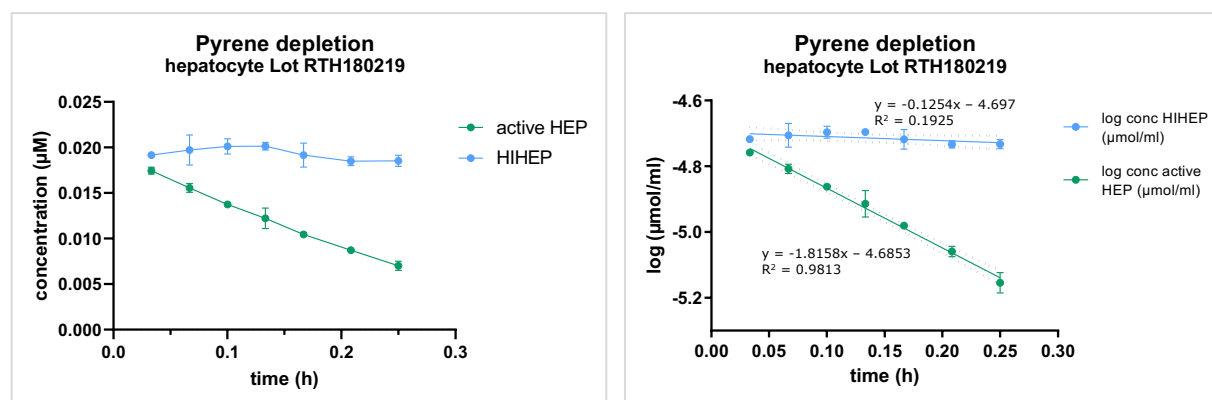 Pyrene depletion
hepatocyte Lot RTH180219
0.025
0.020
0.015
0.010
0.005
0.000
concentration (µM)
0.0
0.1
0.2
0.3
time (h)
active HEP
HIHEP
Pyrene depletion
hepatocyte Lot RTH180219
-4.6
-4.8
-5.0
-5.2
log (µmol/ml)
0.00
0.05
0.10
0.15
0.20
0.25
0.30
time (h)
y = -0.1254x – 4.697
R² = 0.1925
y = -1.8158x – 4.6853
R² = 0.9813
log conc HIHEP
(µmol/ml)
log conc active
HEP (µmol/ml)